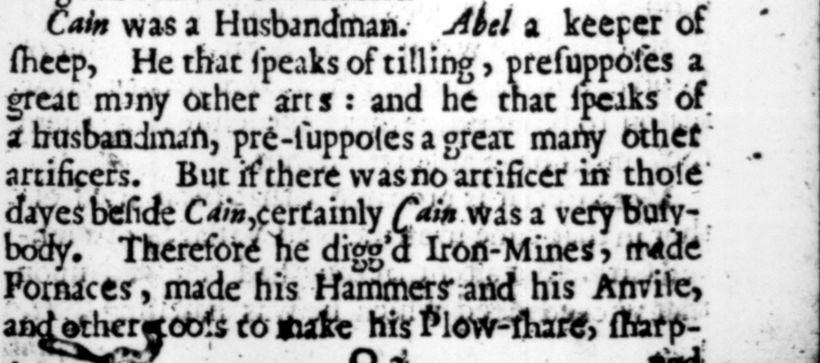 Cain was a Husbandman. Abel a keeper of
ſheep, He that ſpeaks of tilling, preſuppoſes a
great many other arts : and he that ſpeaks of
a husbandman, pre-ſuppoſes a great many other
artificers. But if there was no artificer in thoſe
dayes beſide Cain, certainly Cain was a very buſy-
body. Therefore he digg'd Iron-Mines, made
Fornaces, made his Hammers and his Anvile,
and other tools to make his Plow-ſhare, ſharp-